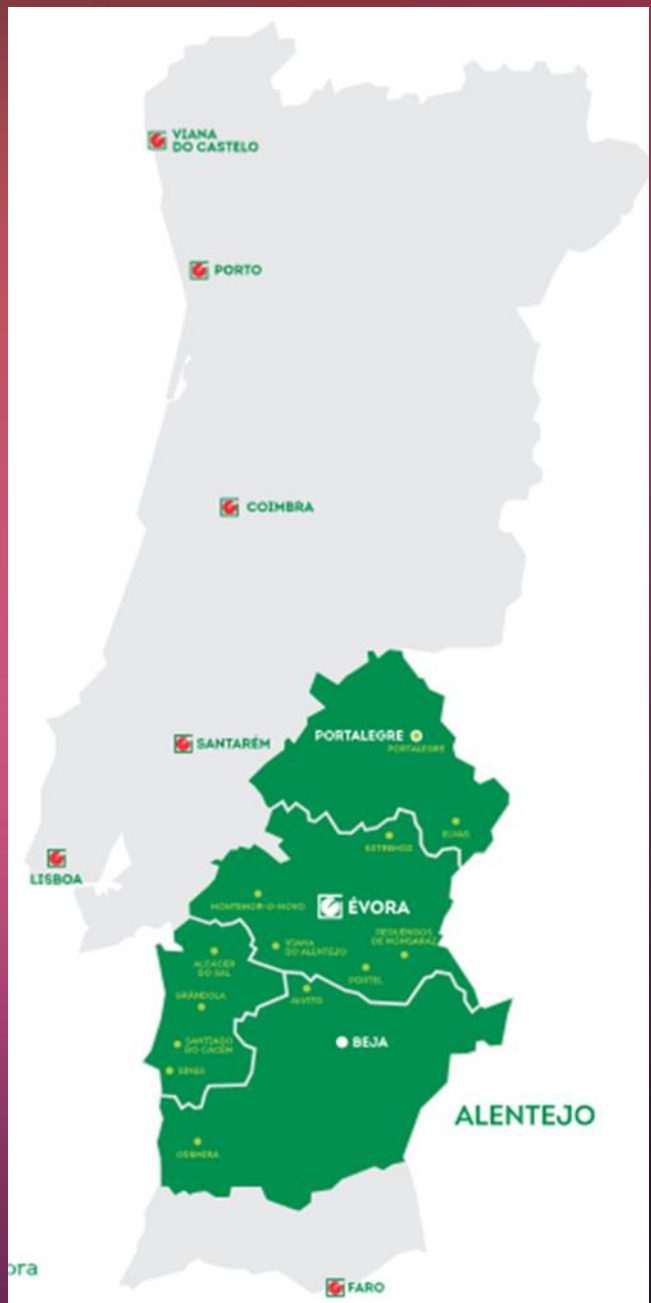 VIANA
DO CASTELO
PORTO
COIMBRA
SANTARÉM
PORTALEGRE
PORTALEGRE
ELVAS
ESTREMOZ
LISBOA
MONTEMOR-O-NOVO
ÉVORA
REGUENGOS
DE MONSARAZ
VIANA
DO ALENTEJO
ALCÁCER
DO SAL
PORTEL
ALVITO
GRÂNDOLA
BEJA
SANTIAGO
DO CACÉM
SINES
ALENTEJO
ODEMIRA
ora
FARO